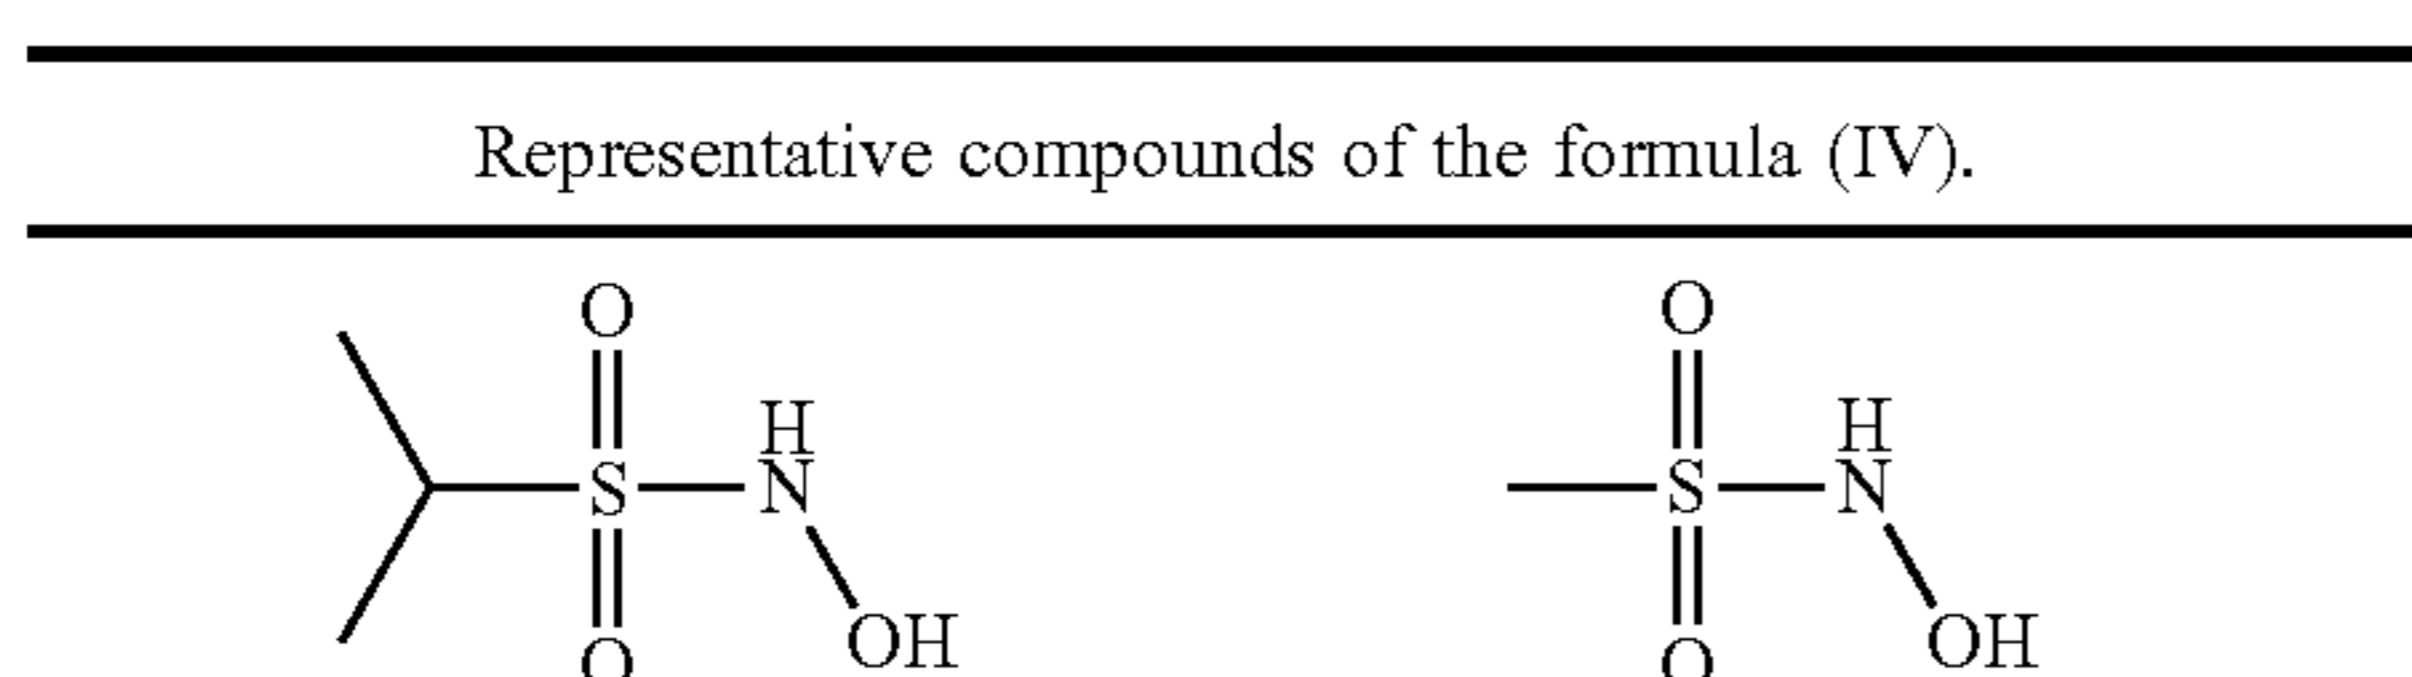 Representative compounds of the formula (IV).
O O
H H
S N S N
OH OH
O O